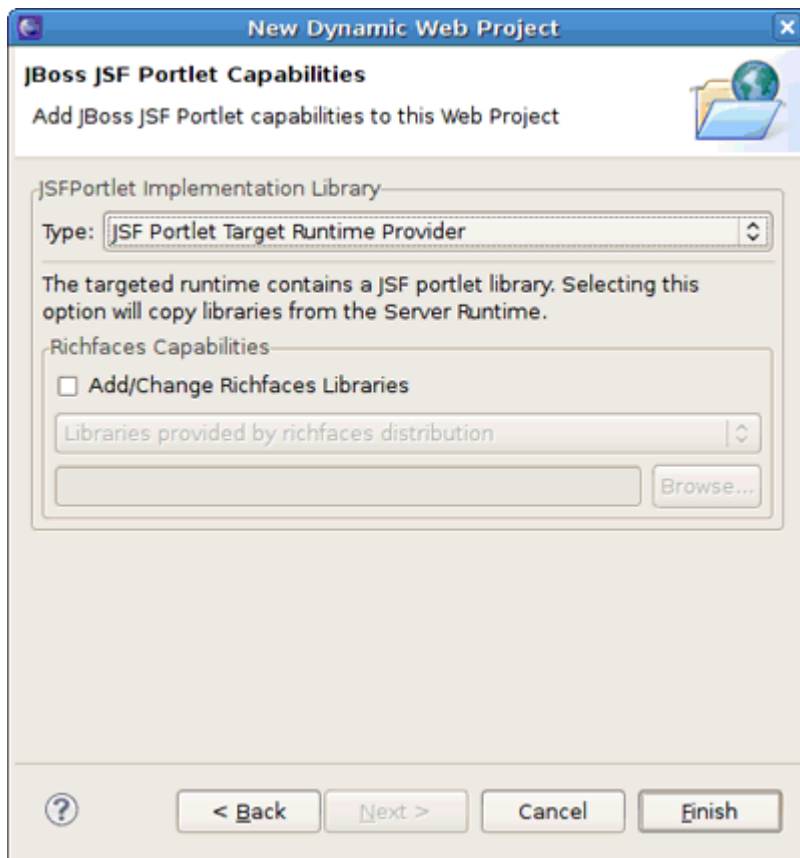 New Dynamic Web Project
JBoss JSF Portlet Capabilities
Add JBoss JSF Portlet capabilities to this Web Project
JSFPortlet Implementation Library
Type: JSF Portlet Target Runtime Provider
The targeted runtime contains a JSF portlet library. Selecting this
option will copy libraries from the Server Runtime.
Richfaces Capabilities
Add/Change Richfaces Libraries
Libraries provided by richfaces distribution
Browse...
? < Back Next > Cancel Finish